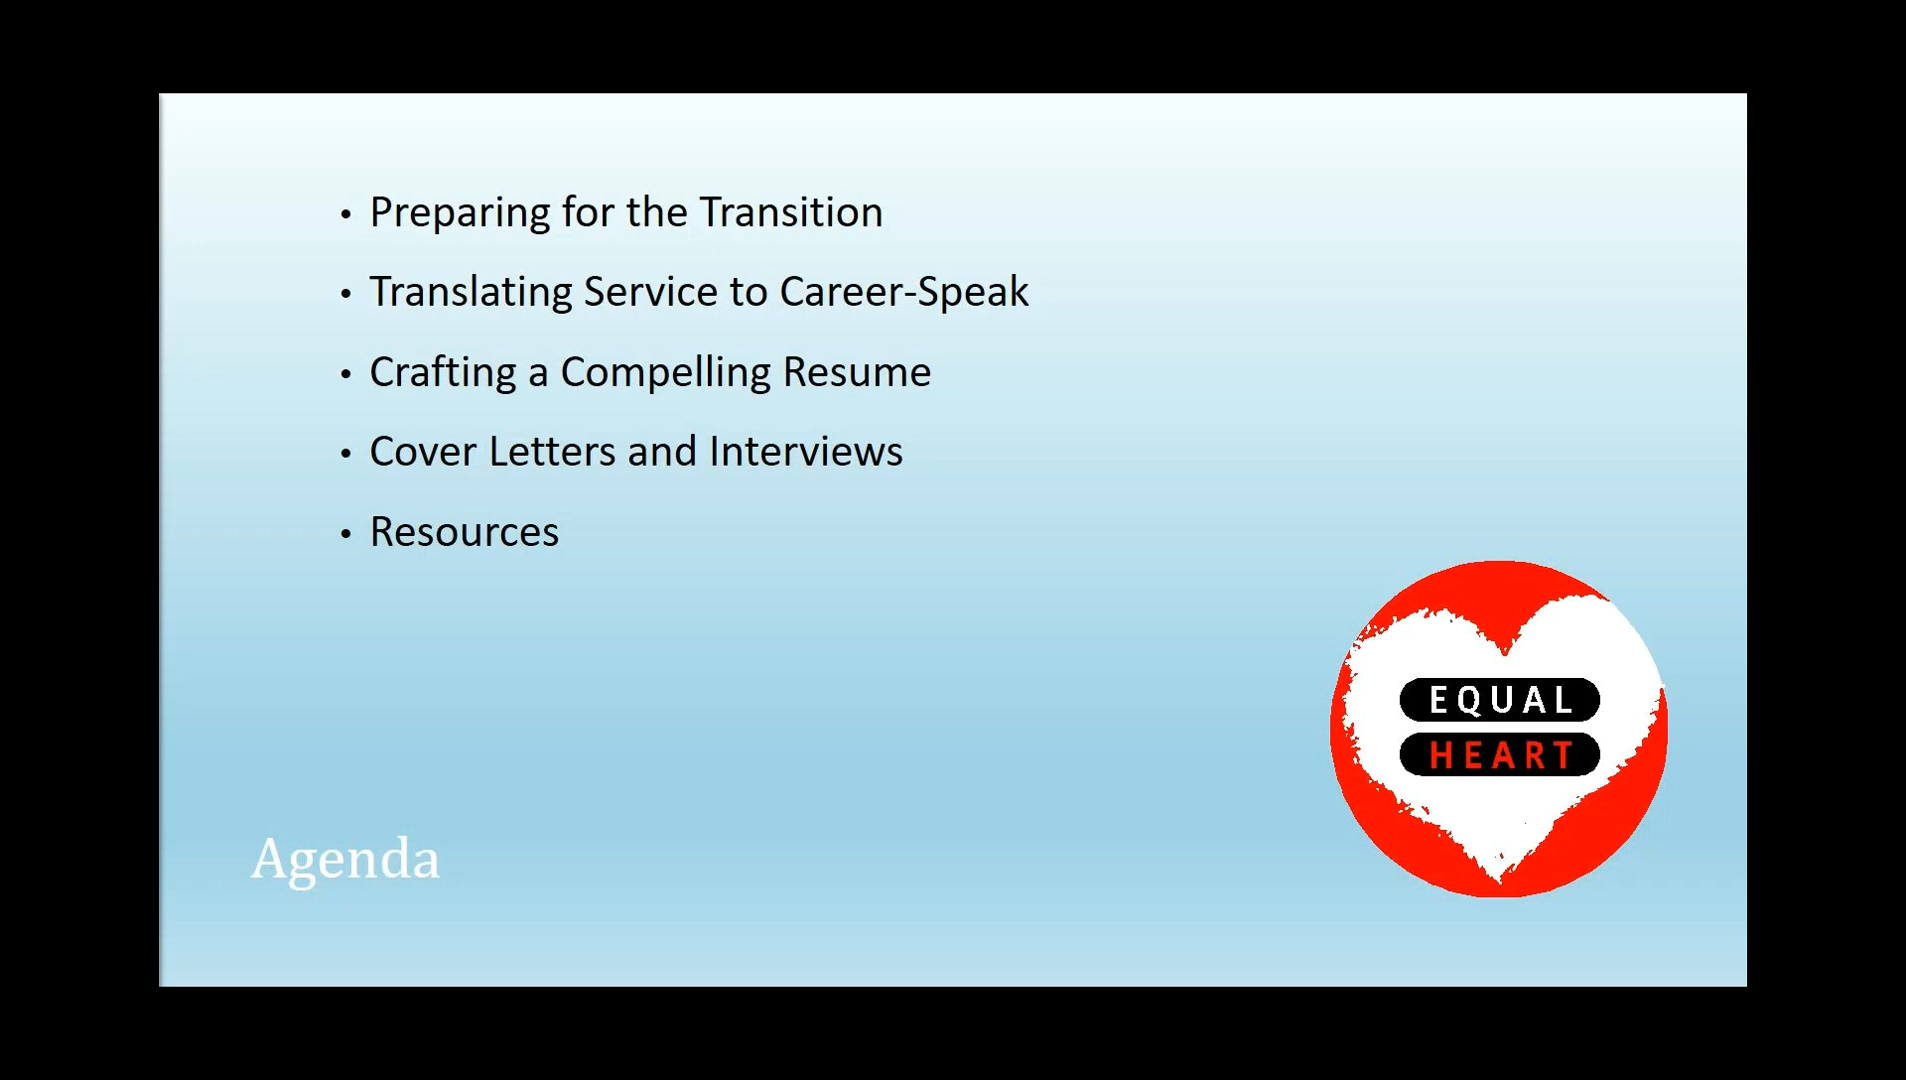 • Preparing for the Transition
• Translating Service to Career-Speak
• Crafting a Compelling Resume
• Cover Letters and Interviews
• Resources
EQUAL
HEART
Agenda